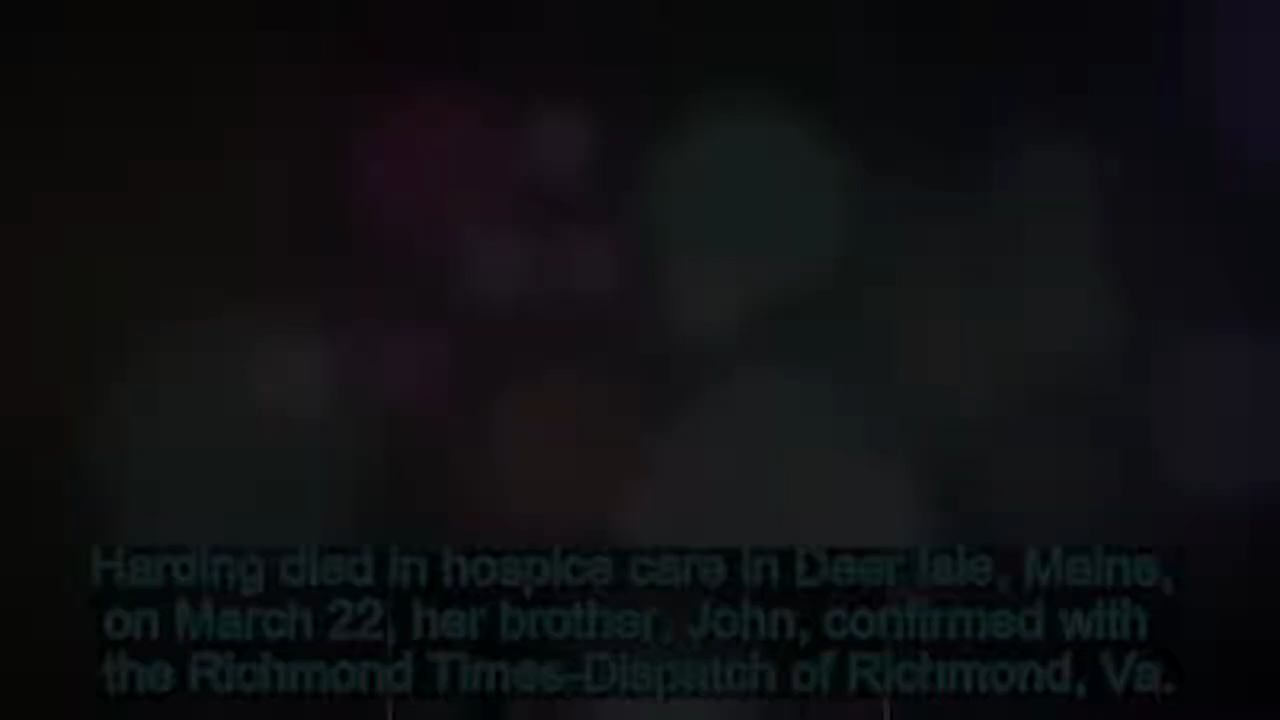 Harding died in hospice care in Deer Isle, Maine,
on March 22, her brother, John, confirmed with
the Richmond Times-Dispatch of Richmond, Va.